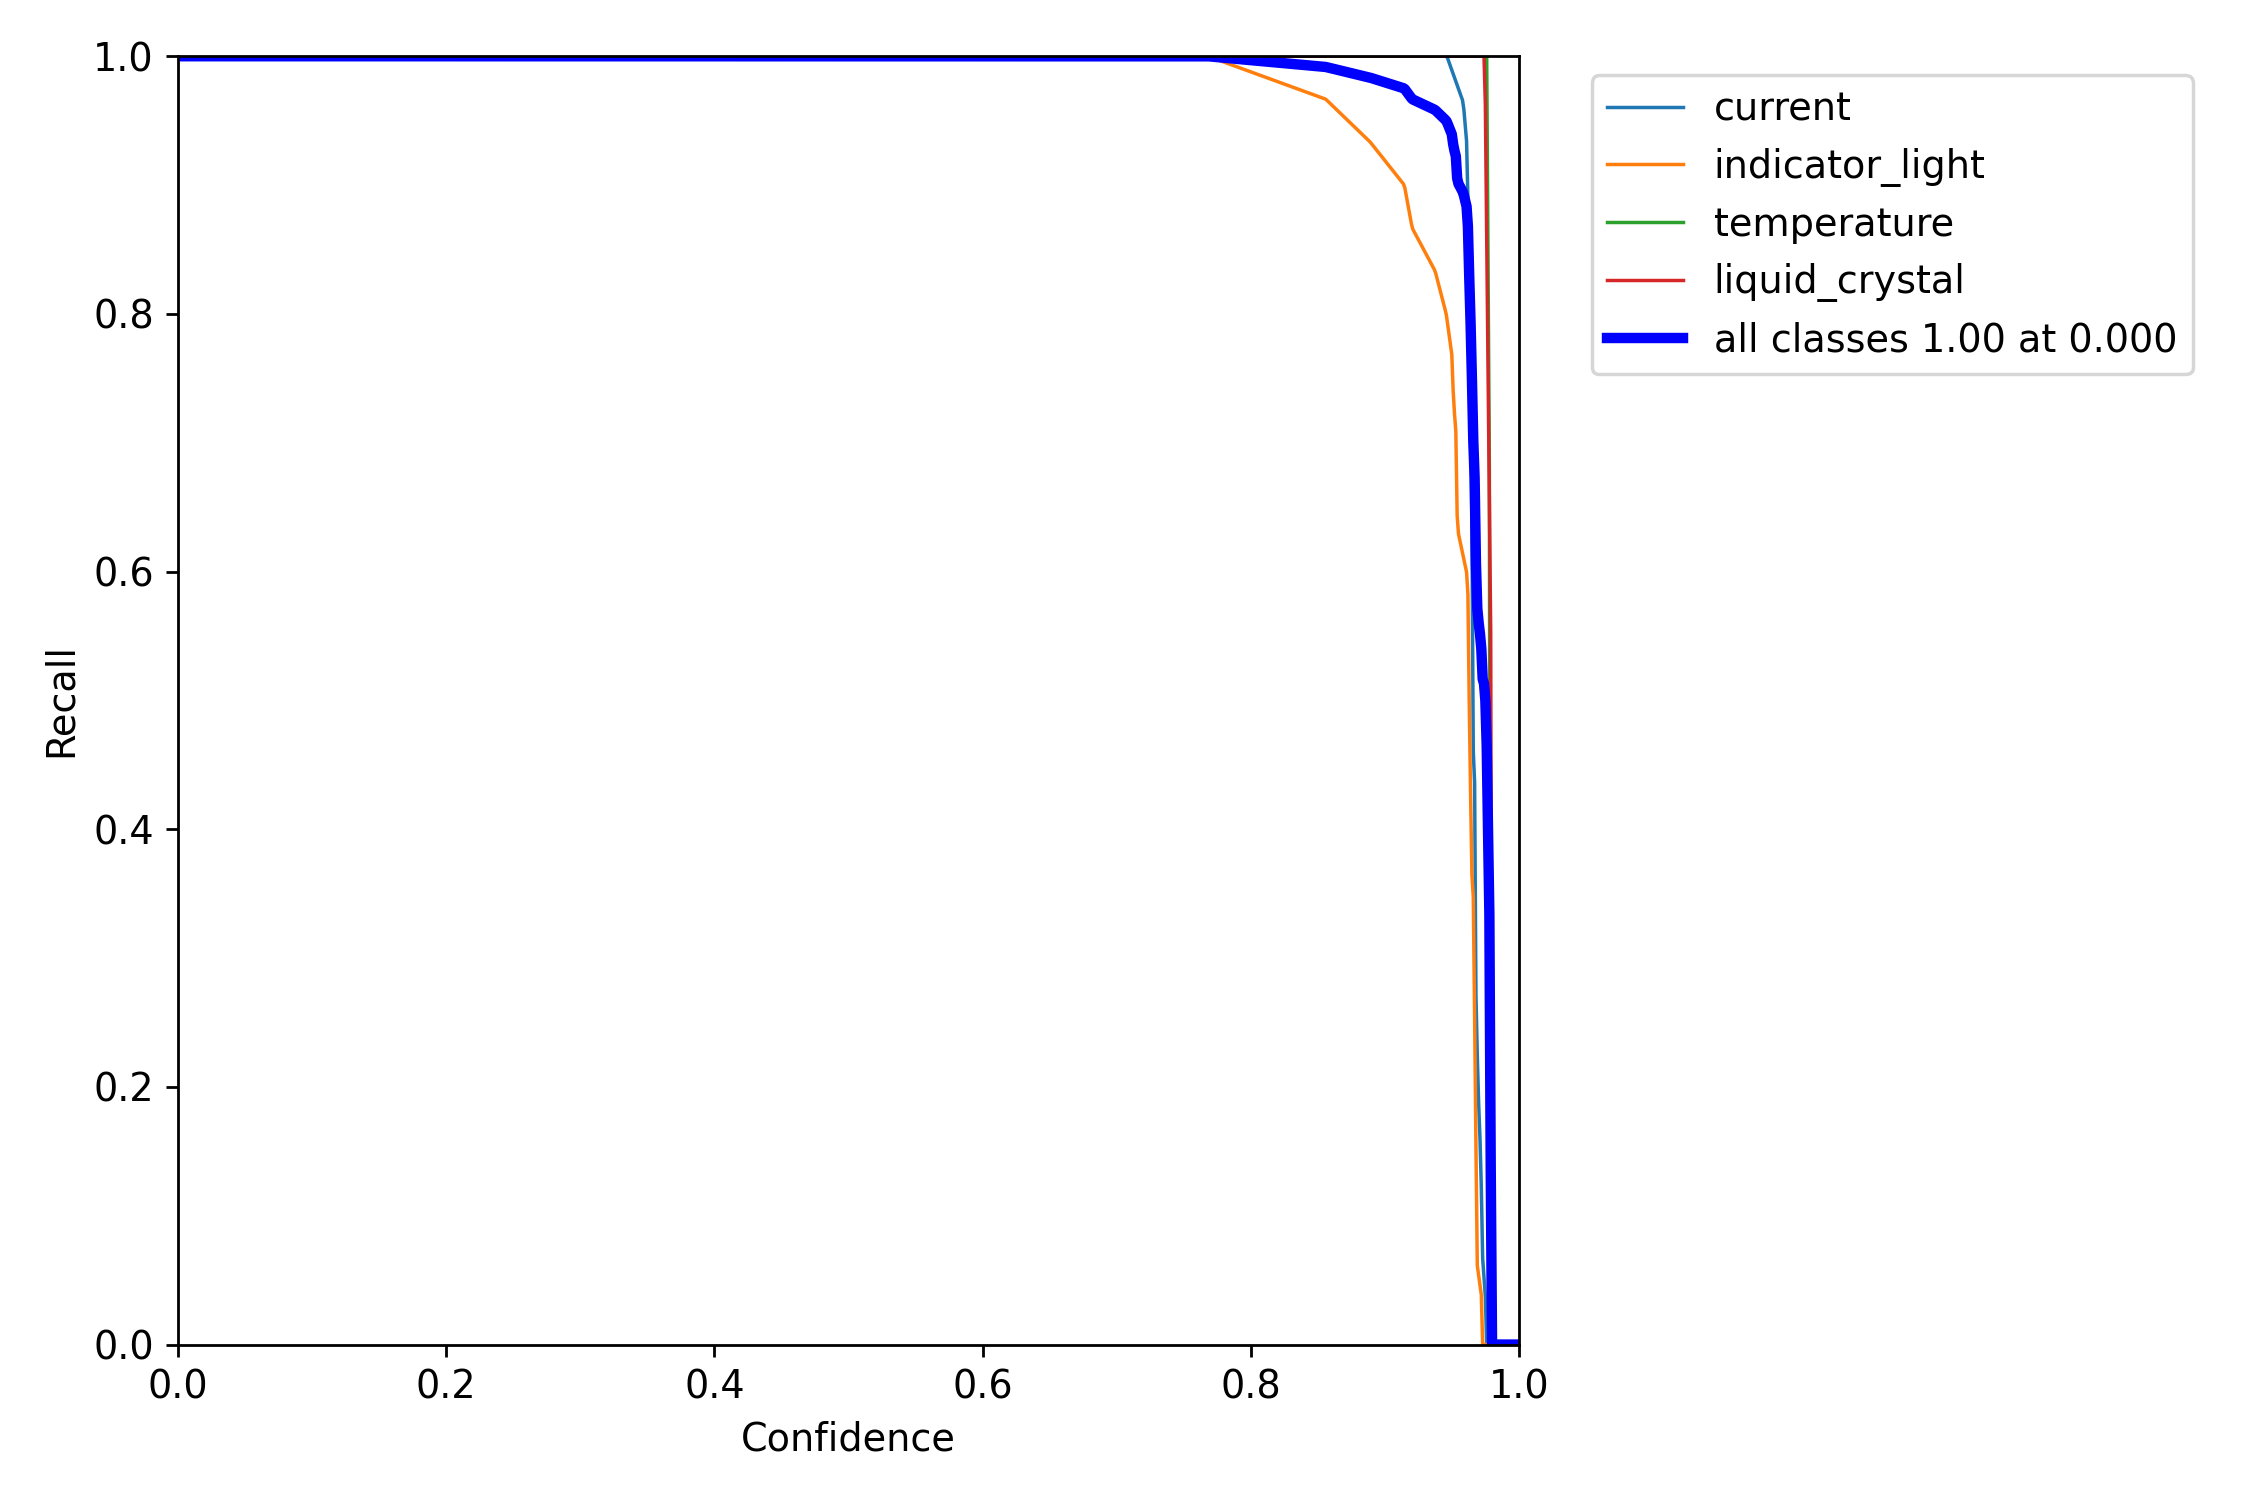 1.0
0.8
0.6
0.4
0.2
0.0
Recall
0.0 0.2 0.4 0.6 0.8 1.0
Confidence
current
indicator_light
temperature
liquid_crystal
all classes 1.00 at 0.000